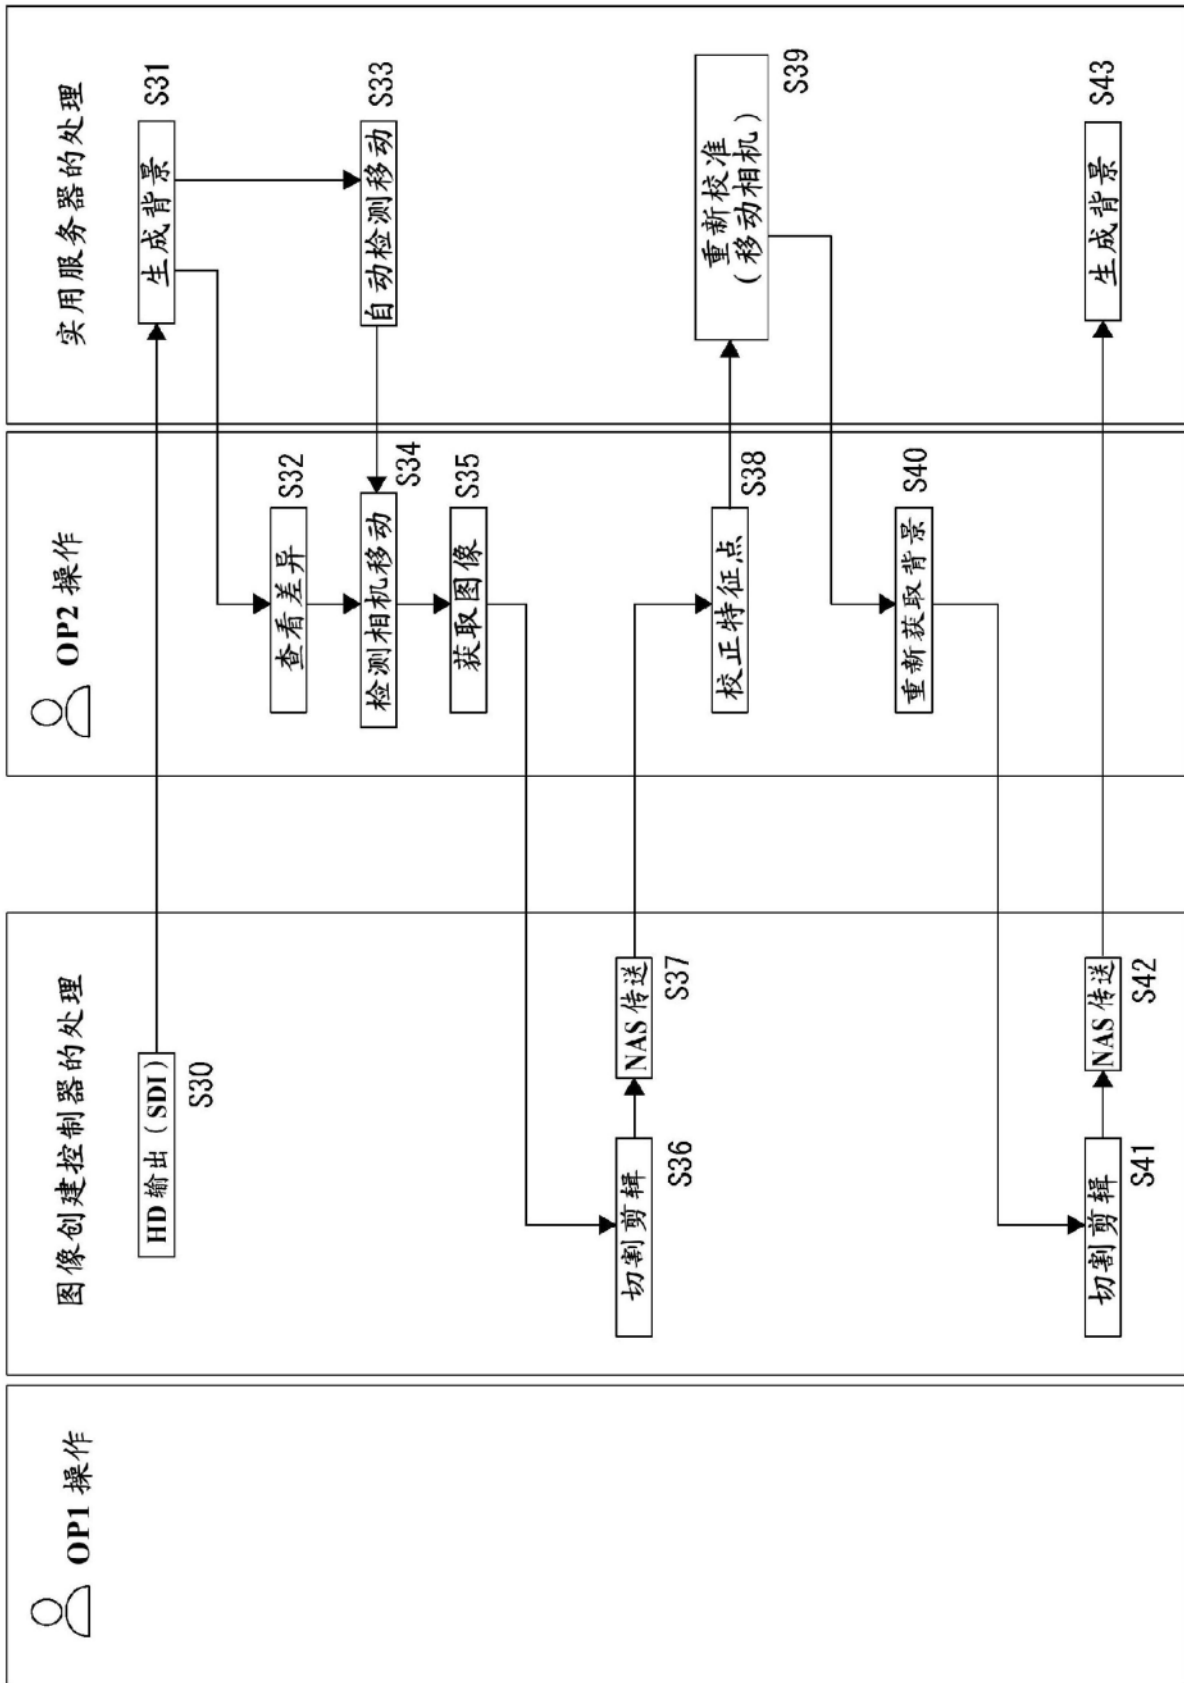 OP1 操作
图像创建控制器的处理
HD 输出（SDI）
S30
切割剪辑
S36
NAS 传送
S37
切割剪辑
S41
NAS 传送
S42
OP2 操作
查看差异
S32
检测相机移动
S34
获取图像
S35
校正特征点
S38
重新获取背景
S40
实用服务器的处理
生成背景
S31
自动检测移动
S33
重新校准
（移动相机）
S39
生成背景
S43